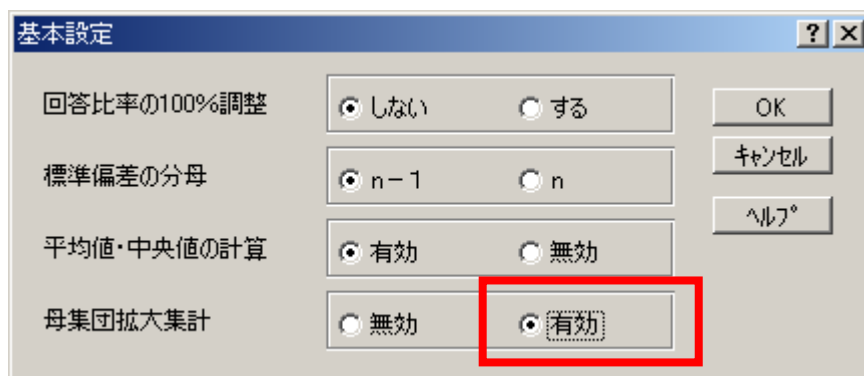 基本設定
回答比率の100%調整 しない する OK
キャンセル
標準偏差の分母 n-1 n
ヘルプ
平均値・中央値の計算 有効 無効
母集団拡大集計 無効 有効